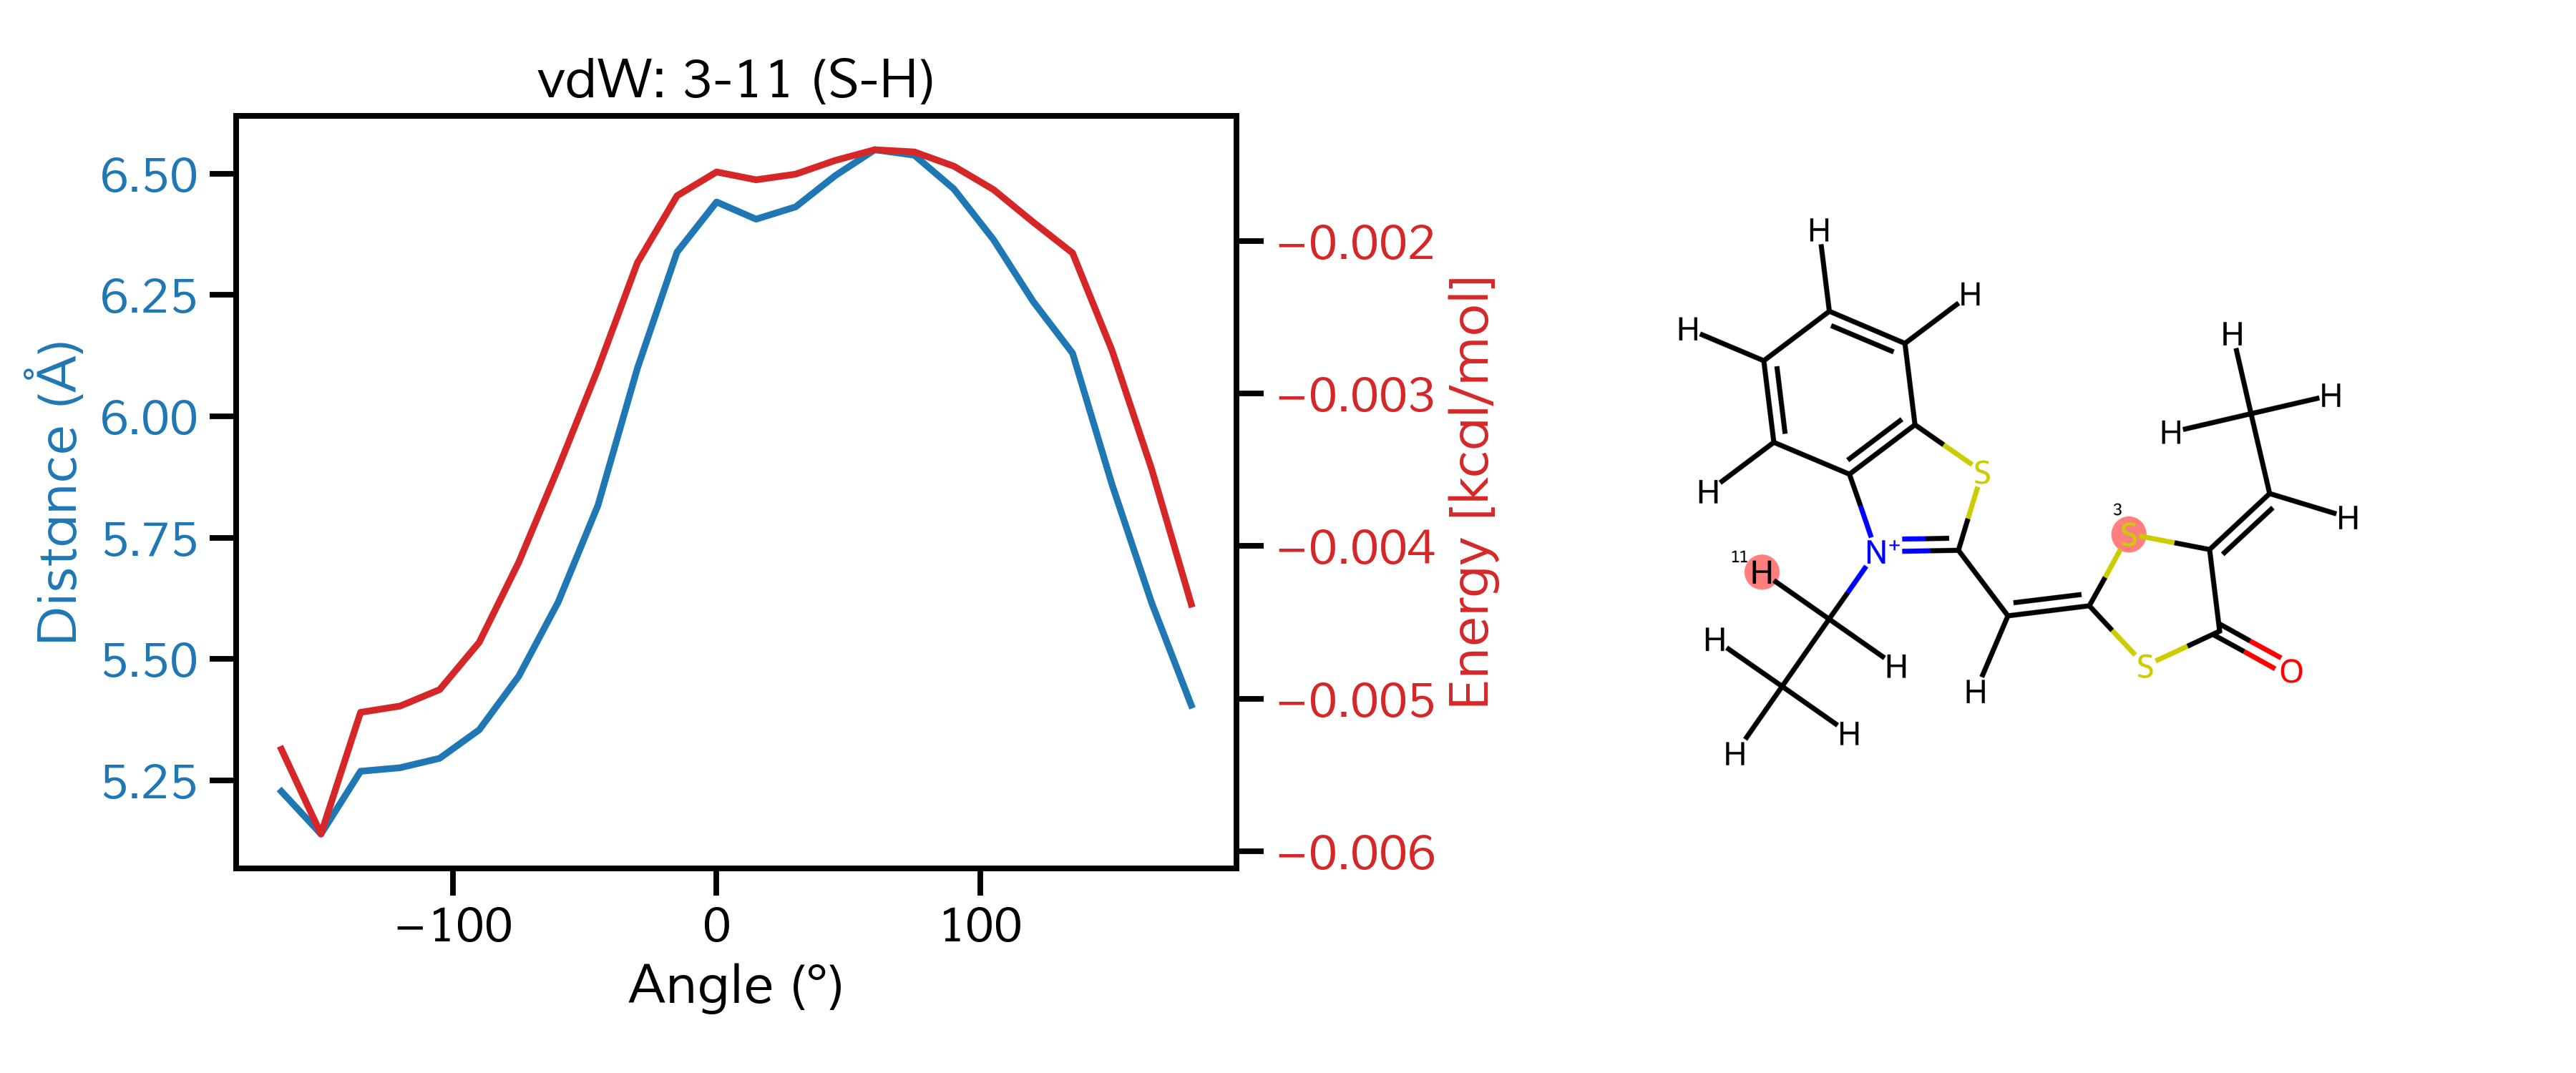 vdW: 3-11 (S-H)
Distance (Å)
6.50
6.25
6.00
5.75
5.50
5.25
−100
0
100
Angle (°)
−0.002
−0.003
−0.004
−0.005
−0.006
Energy [kcal/mol]
H
H
H
H
H
H
S
3
S
H
H
N+
11
H
H
H
H
S
O
H
H
H